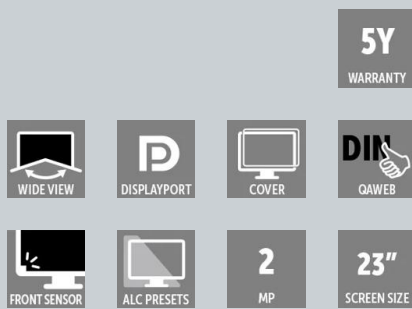 5Y
WARRANTY
WIDE VIEW
DISPLAYPORT
COVER
DIN
QAWEB
FRONT SENSOR
ALC PRESETS
2
MP
23"
SCREEN SIZE